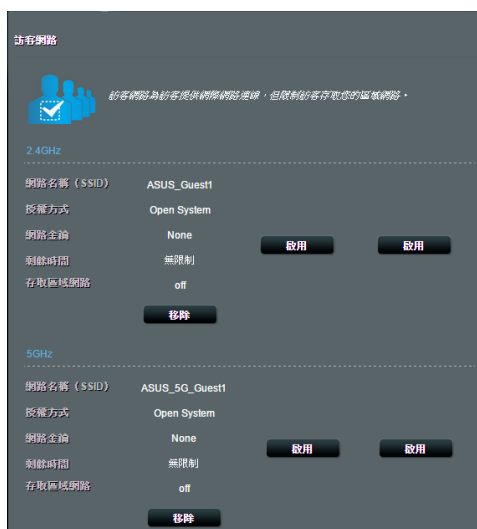 訪客網路
訪客網路為訪客提供網際網路連線，但限制訪客存取您的區域網路。
2.4GHz
網路名稱（SSID） ASUS_Guest1
授權方式 Open System
網路金鑰 None
啟用 啟用
剩餘時間 無限制
存取區域網路 off
移除
5GHz
網路名稱（SSID） ASUS_5G_Guest1
授權方式 Open System
網路金鑰 None
啟用 啟用
剩餘時間 無限制
存取區域網路 off
移除